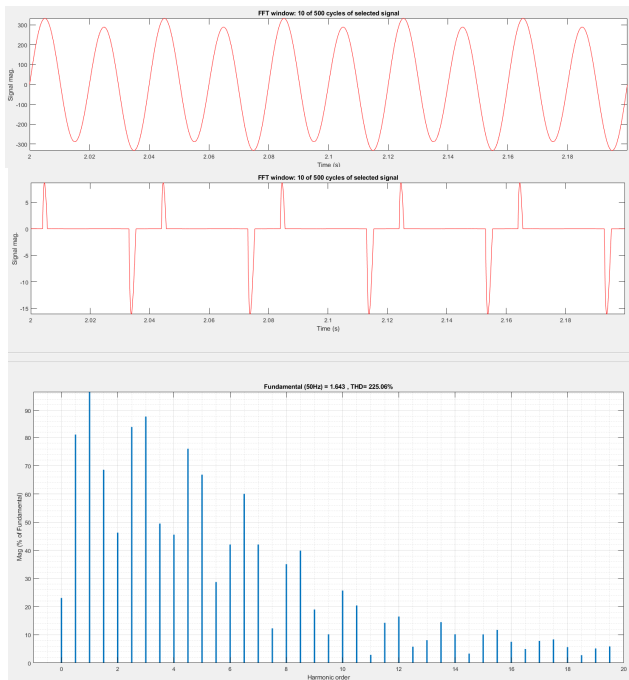 FFT window: 10 of 500 cycles of selected signal
300
200
100
0
-100
-200
-300
Signal mag.
2 2.02 2.04 2.06 2.08 2.1 2.12 2.14 2.16 2.18
Time (s)
FFT window: 10 of 500 cycles of selected signal
5
0
-5
-10
-15
Signal mag.
2 2.02 2.04 2.06 2.08 2.1 2.12 2.14 2.16 2.18
Time (s)
Fundamental (50Hz) = 1.643 , THD= 225.06%
90
80
70
60
50
40
30
20
10
0
Mag (% of Fundamental)
0 2 4 6 8 10 12 14 16 18 20
Harmonic order